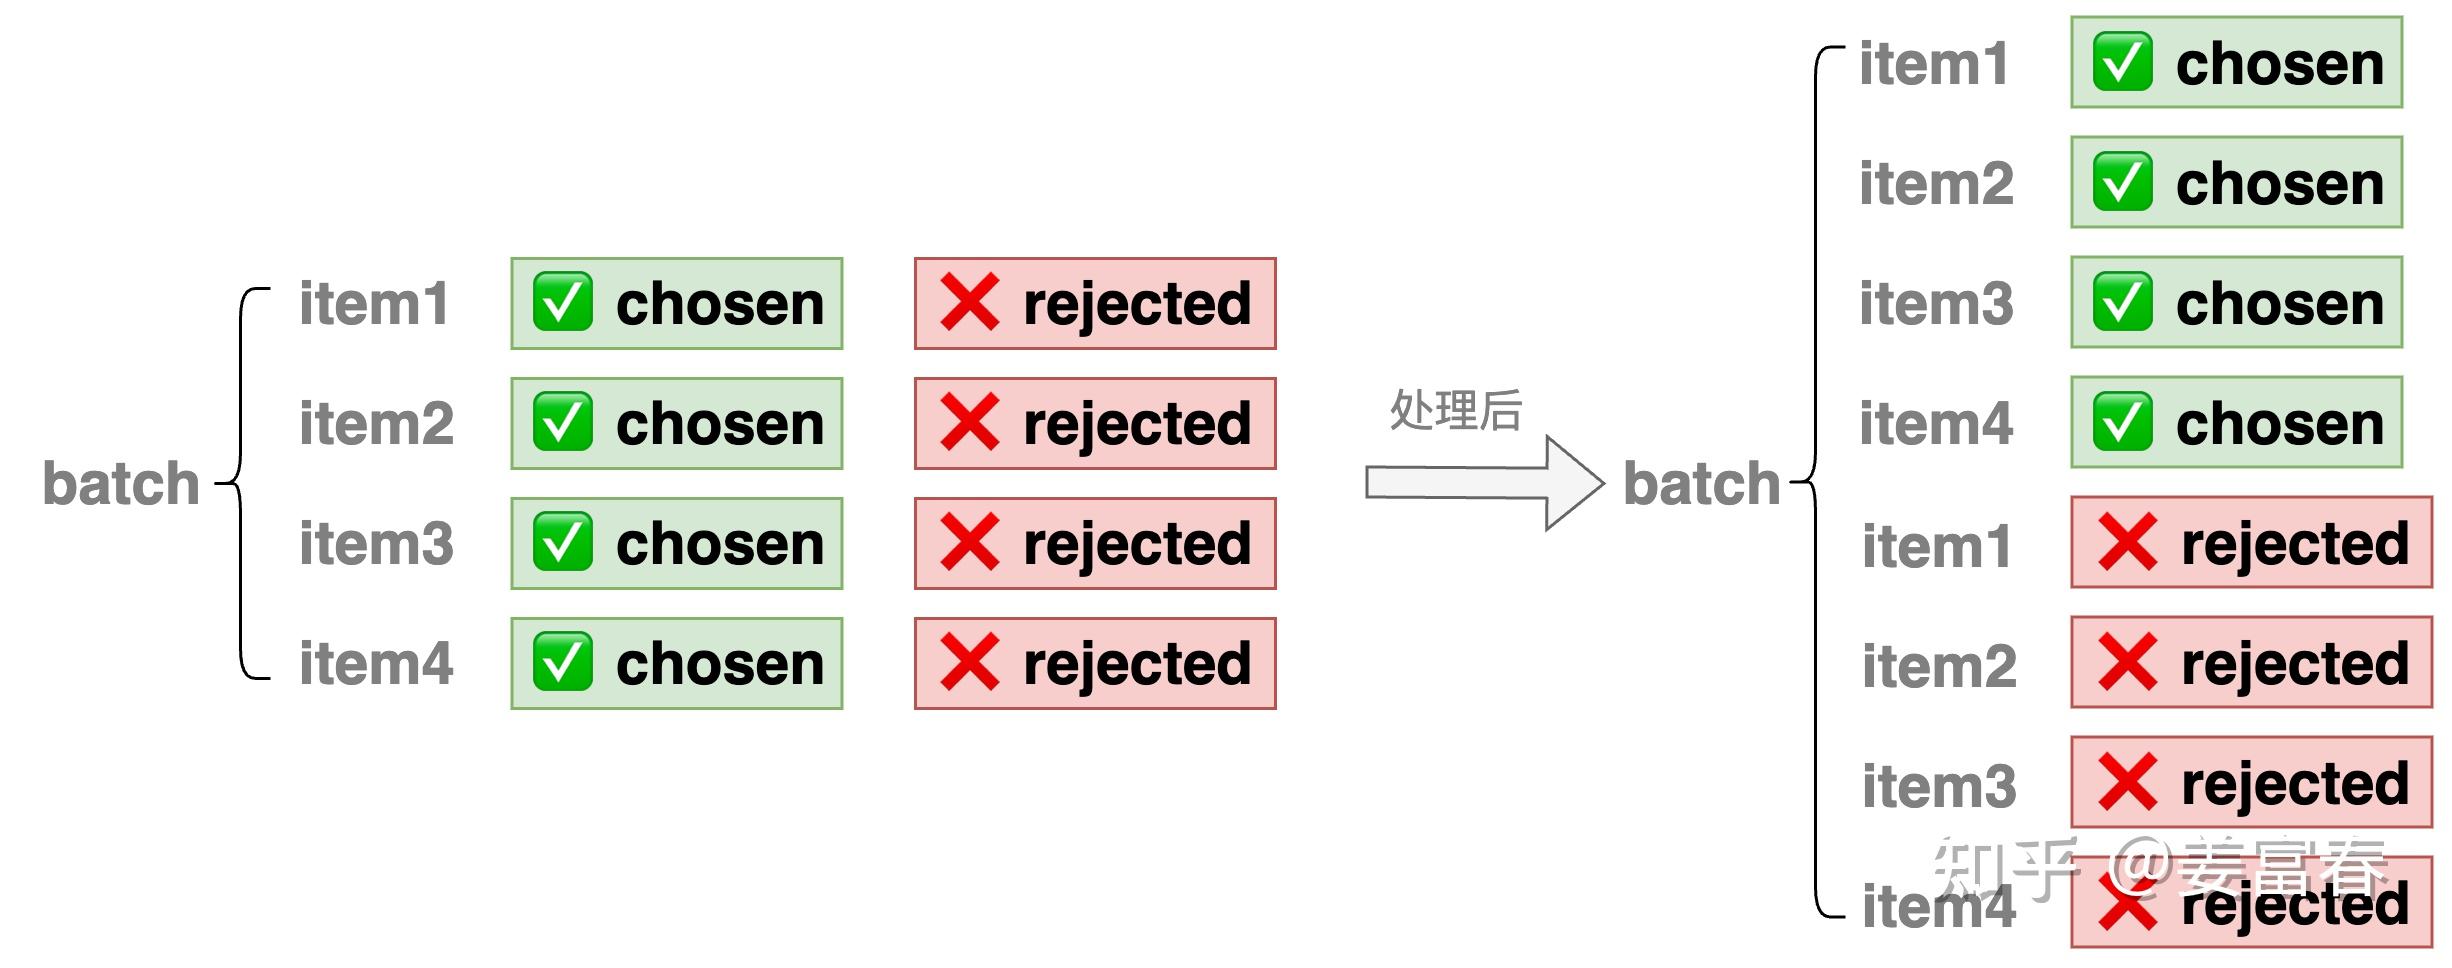 batch
item1 chosen rejected
item2 chosen rejected
item3 chosen rejected
item4 chosen rejected
处理后
batch
item1 chosen
item2 chosen
item3 chosen
item4 chosen
item1 rejected
item2 rejected
item3 rejected
item4 rejected
知乎 @姜富春